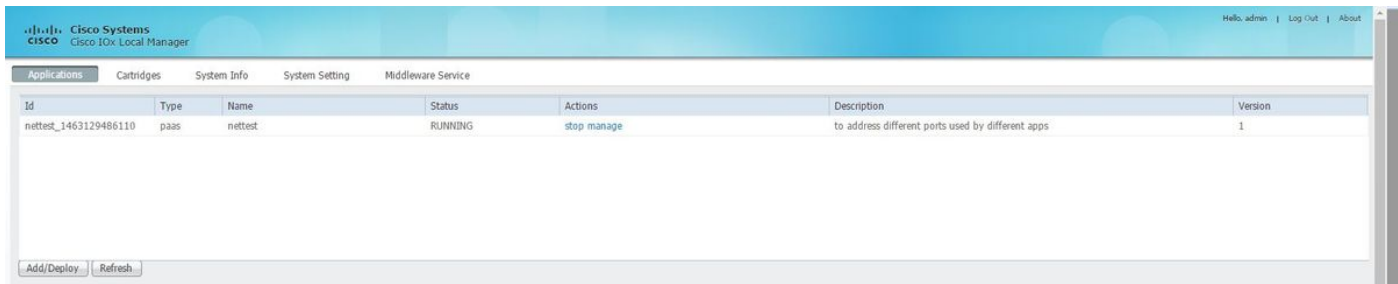 Hello, admin | Log Out | About
Cisco Systems
CISCO Cisco IOx Local Manager
Applications Cartridges System Info System Setting Middleware Service
Id Type Name Status Actions Description Version
nettest_1463129486110 paas nettest RUNNING stop manage to address different ports used by different apps 1
Add/Deploy Refresh